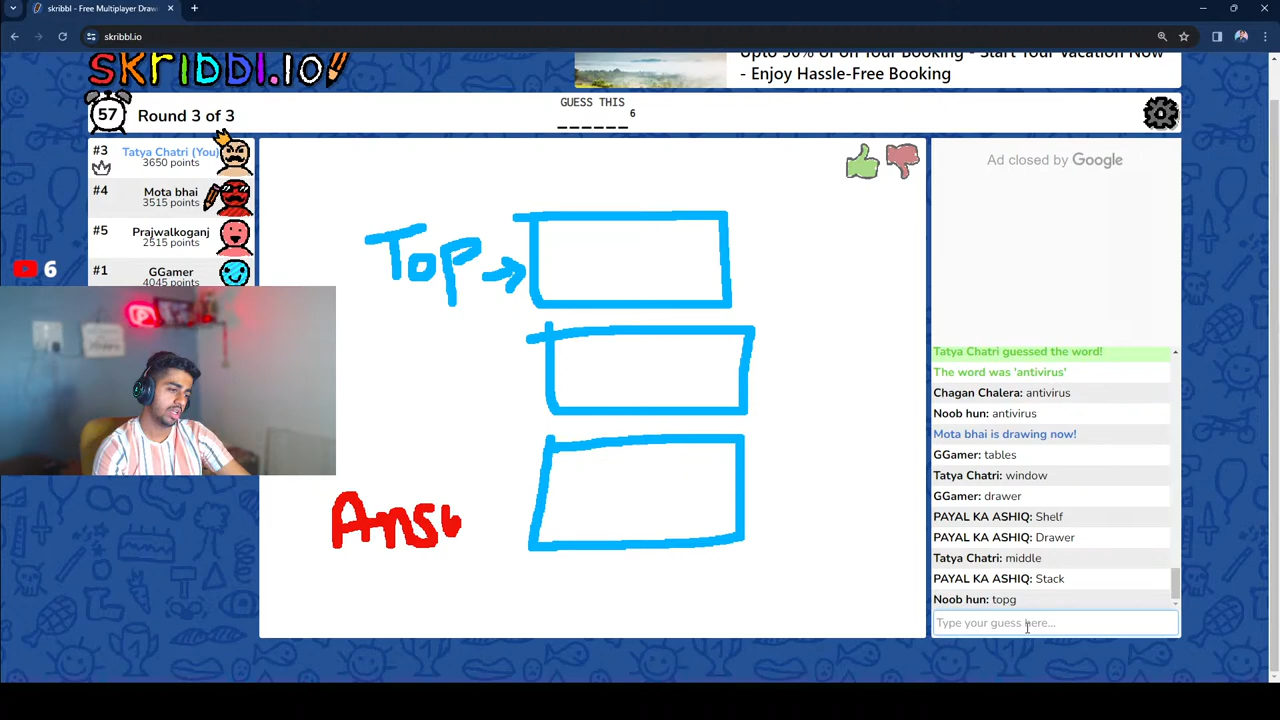 skribbl - Free Multiplayer Draw
skribbl.io
skribbl.io
Upto 50% off on Your Booking - Start Your Vacation Now
- Enjoy Hassle-Free Booking
57
Round 3 of 3
GUESS THIS
______ 6
#3 Tatya Chatri (You)
3650 points
#4 Mota bhai
3515 points
#5 Prajwalkoganj
2515 points
#1 GGamer
4045 points
6
Top
Answ
Ad closed by Google
Tatya Chatri guessed the word!
The word was 'antivirus'
Chagan Chalera: antivirus
Noob hun: antivirus
Mota bhai is drawing now!
GGamer: tables
Tatya Chatri: window
GGamer: drawer
PAYAL KA ASHIQ: Shelf
PAYAL KA ASHIQ: Drawer
Tatya Chatri: middle
PAYAL KA ASHIQ: Stack
Noob hun: topg
Type your guess here...